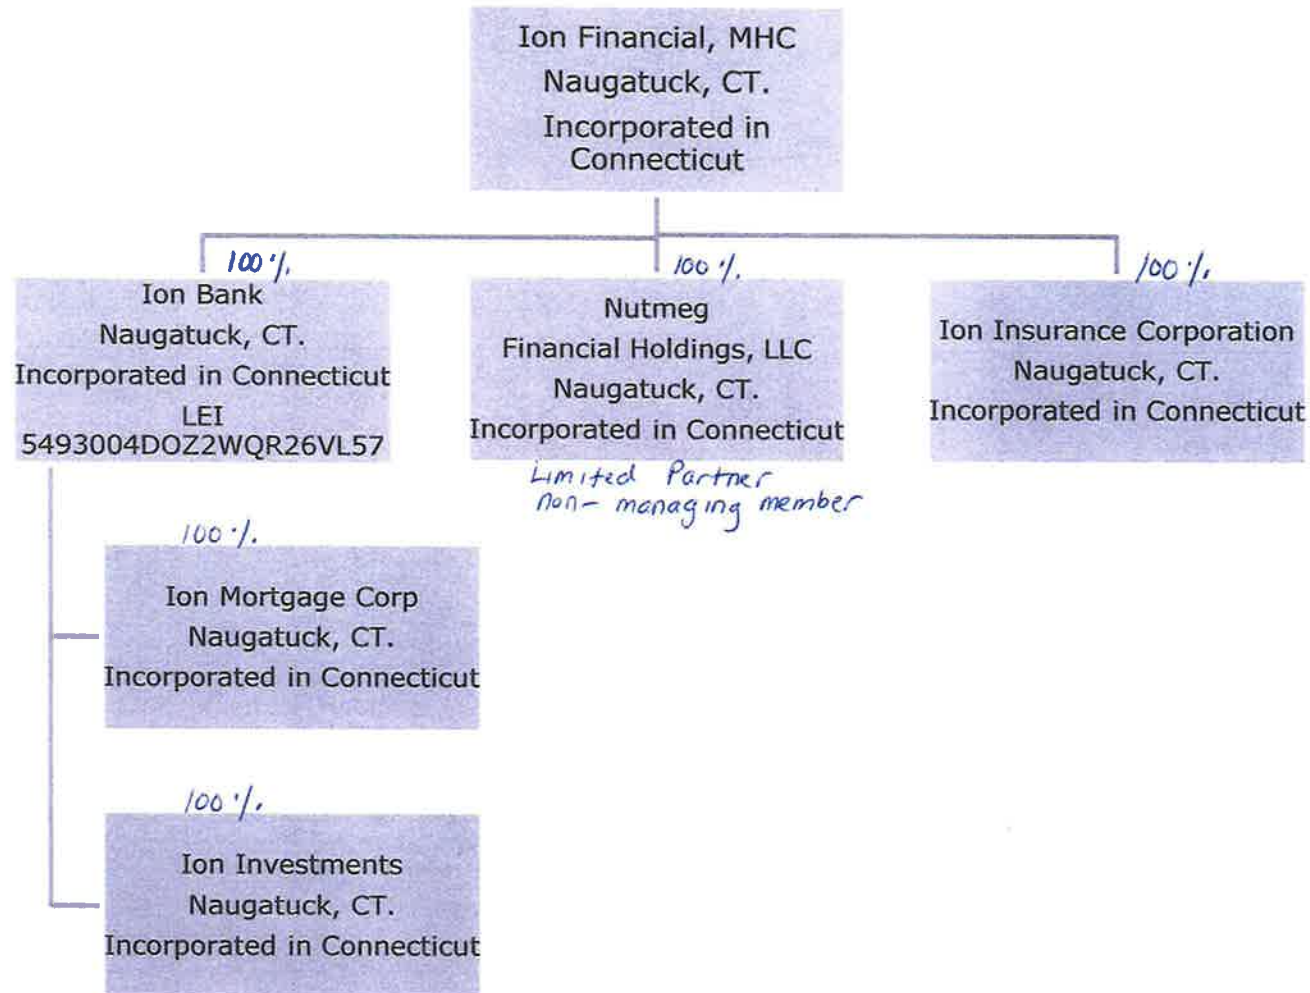 Ion Financial, MHC
Naugatuck, CT.
Incorporated in
Connecticut
100%
Ion Bank
Naugatuck, CT.
Incorporated in Connecticut
LEI
5493004DOZ2WQR26VL57
100%
Nutmeg
Financial Holdings, LLC
Naugatuck, CT.
Incorporated in Connecticut
Limited Partner
non-managing member
100%
Ion Insurance Corporation
Naugatuck, CT.
Incorporated in Connecticut
100%
Ion Mortgage Corp
Naugatuck, CT.
Incorporated in Connecticut
100%
Ion Investments
Naugatuck, CT.
Incorporated in Connecticut